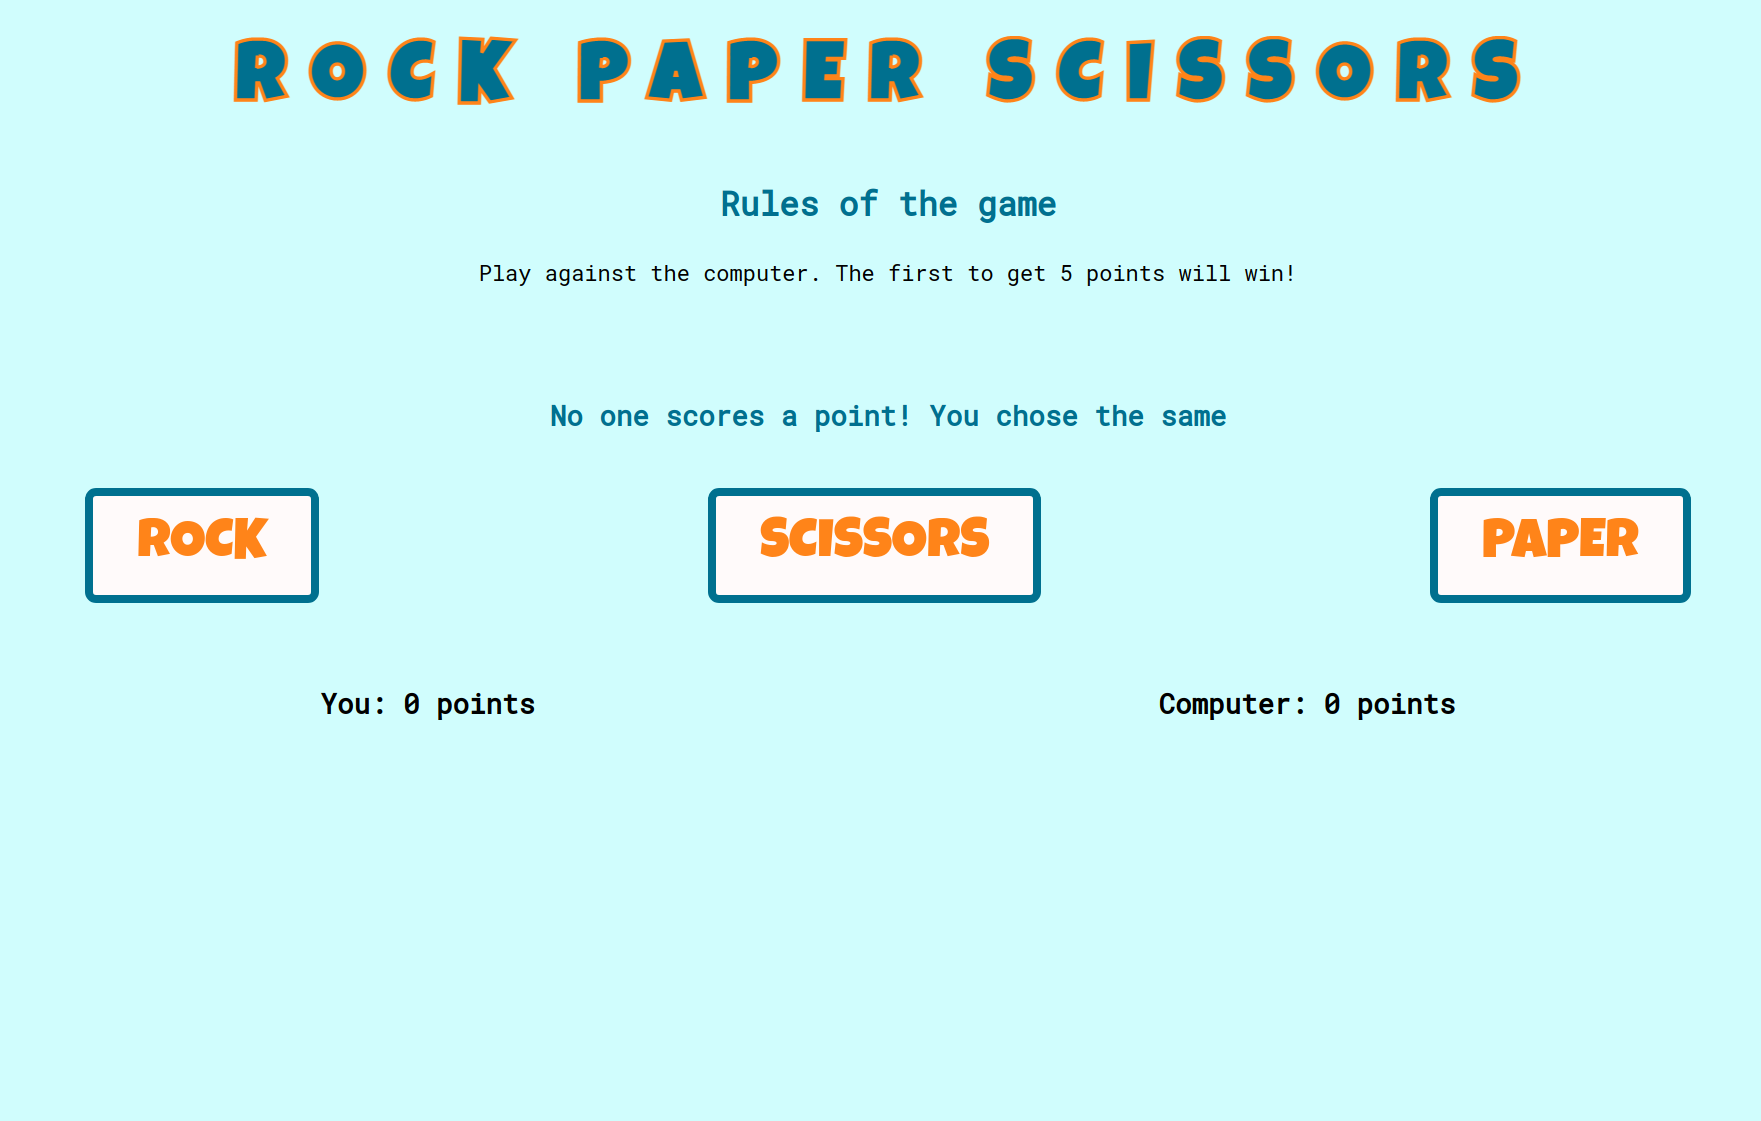 ROCK PAPER SCISSORS
Rules of the game
Play against the computer. The first to get 5 points will win!
No one scores a point! You chose the same
ROCK
SCISSORS
PAPER
You: 0 points
Computer: 0 points